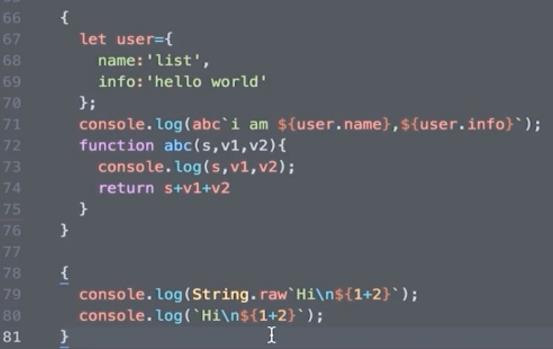 66 {
67 let user={
68 name:'list',
69 info:'hello world'
70 };
71 console.log(abc`i am ${user.name},${user.info}`);
72 function abc(s,v1,v2){
73 console.log(s,v1,v2);
74 return s+v1+v2
75 }
76 }
77
78 {
79 console.log(String.raw`Hi\n${1+2}`);
80 console.log(`Hi\n${1+2}`);
81 }